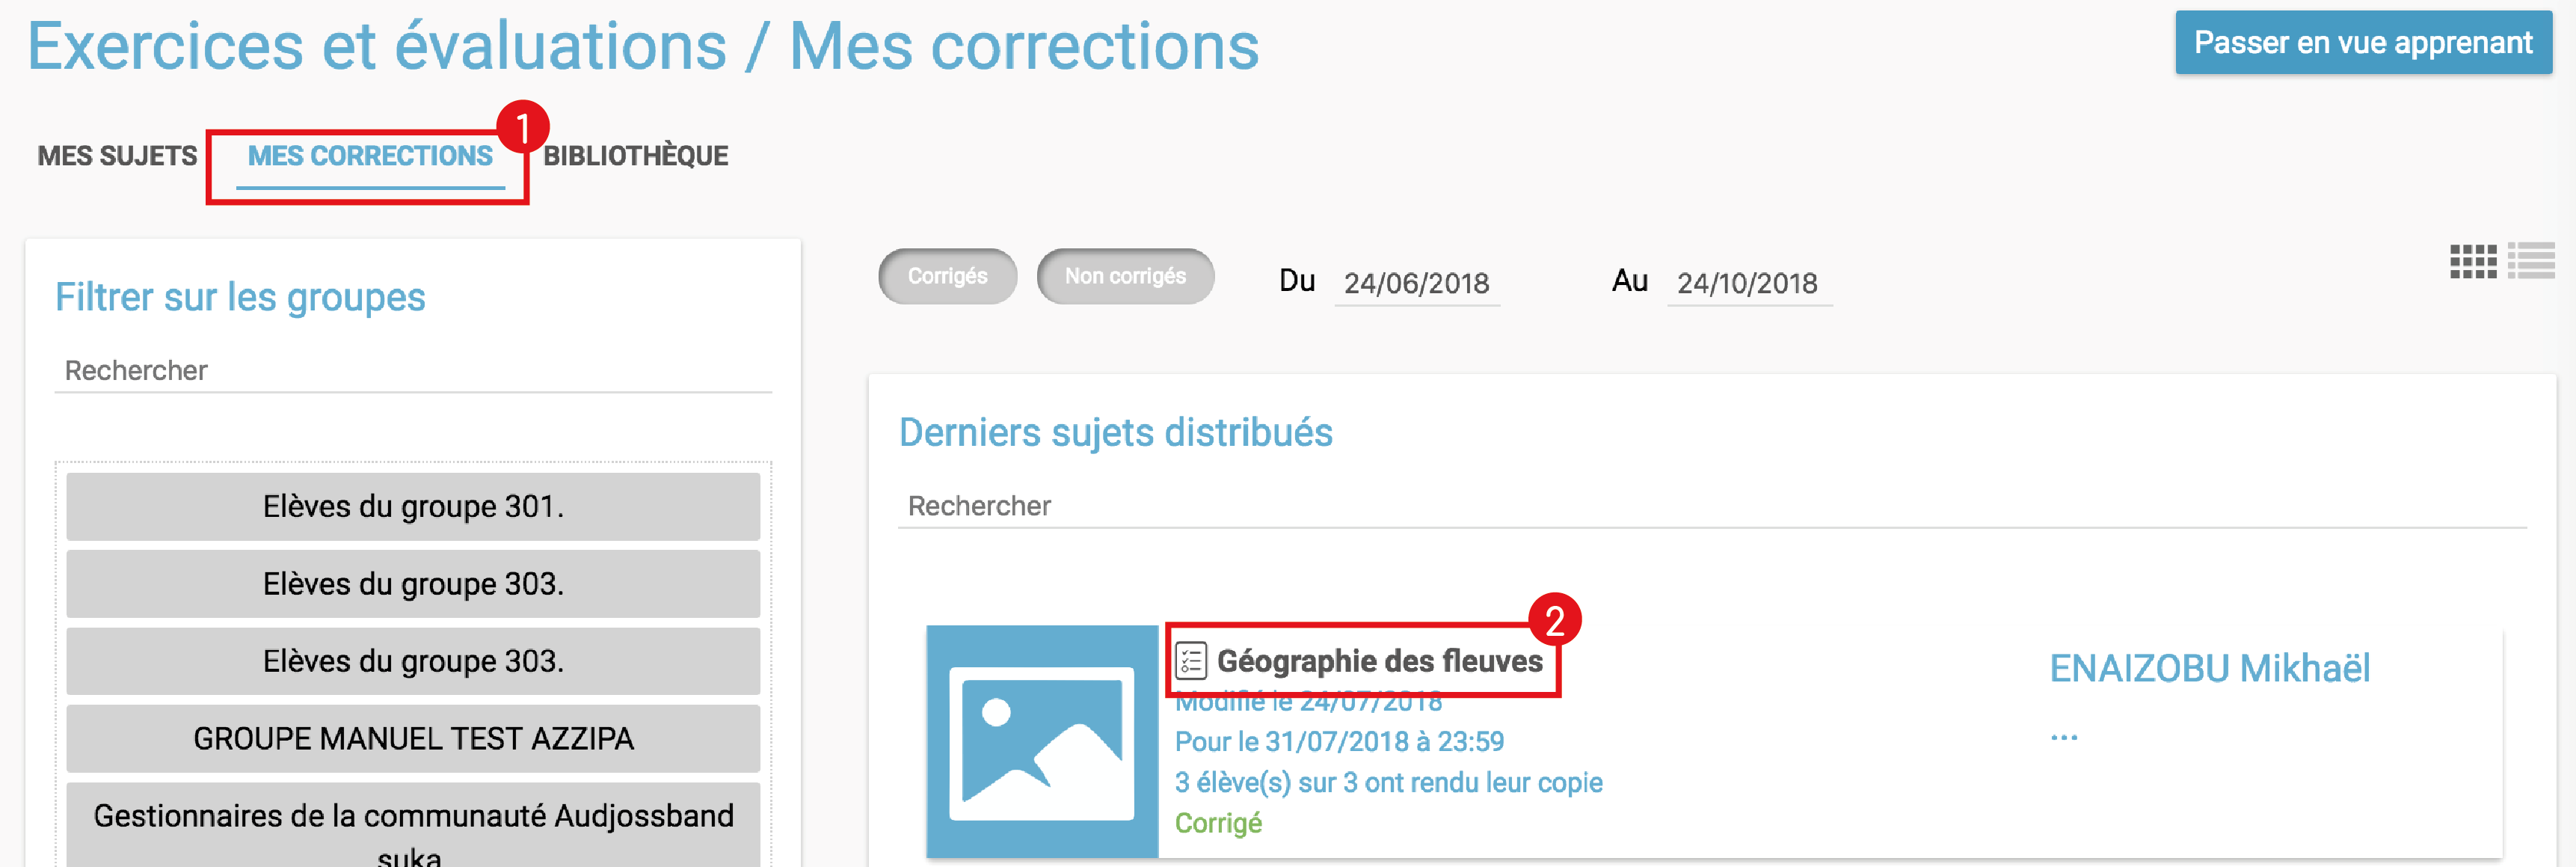 Exercices et évaluations / Mes corrections
Passer en vue apprenant
MES SUJETS MES CORRECTIONS 1 BIBLIOTHÈQUE
Filtrer sur les groupes
Rechercher
Elèves du groupe 301.
Elèves du groupe 303.
Elèves du groupe 303.
GROUPE MANUEL TEST AZZIPA
Gestionnaires de la communauté Audjossband
suka
Corrigés Non corrigés Du 24/06/2018 Au 24/10/2018
Derniers sujets distribués
Rechercher
2
Géographie des fleuves
Modifié le 24/07/2018
Pour le 31/07/2018 à 23:59
3 élève(s) sur 3 ont rendu leur copie
Corrigé
ENAIZOBU Mikhaël
...